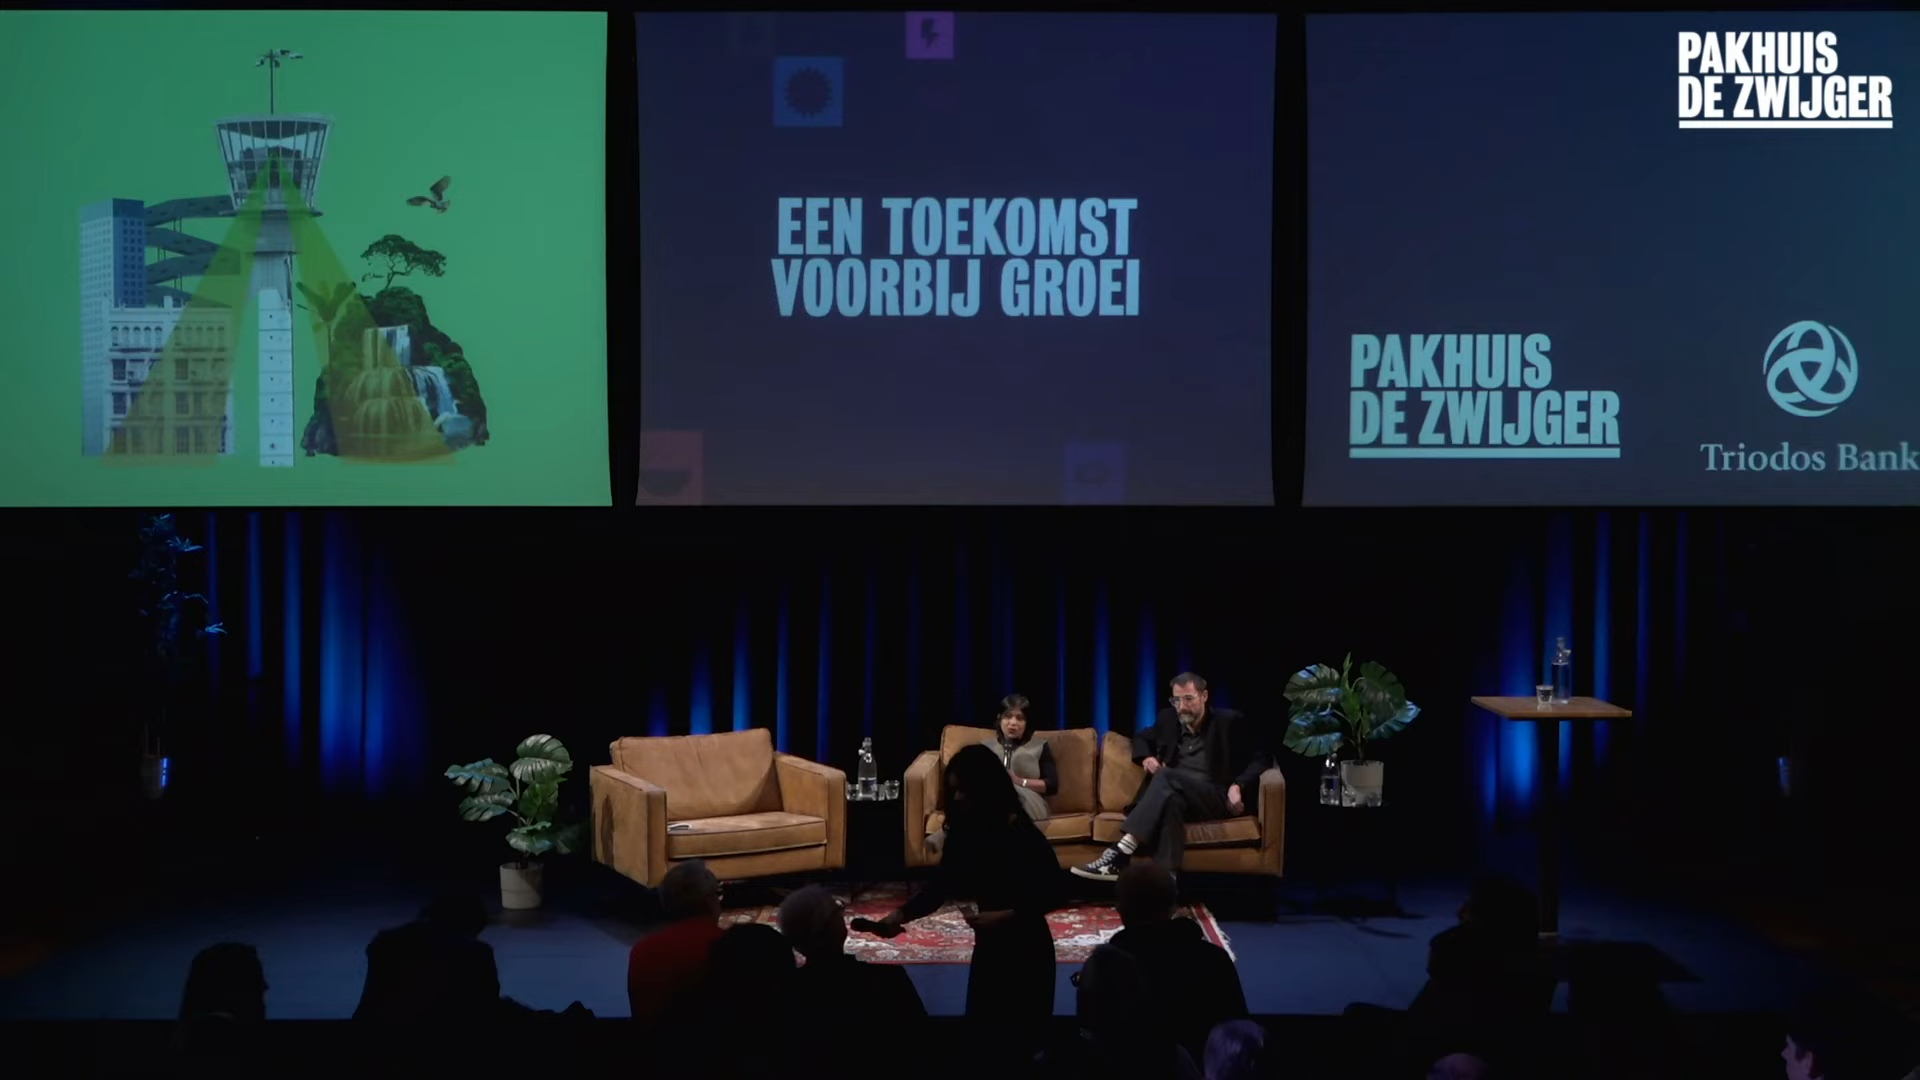 EEN TOEKOMST
VOORBIJ GROEI
PAKHUIS
DE ZWIJGER
Triodos Bank
PAKHUIS
DE ZWIJGER